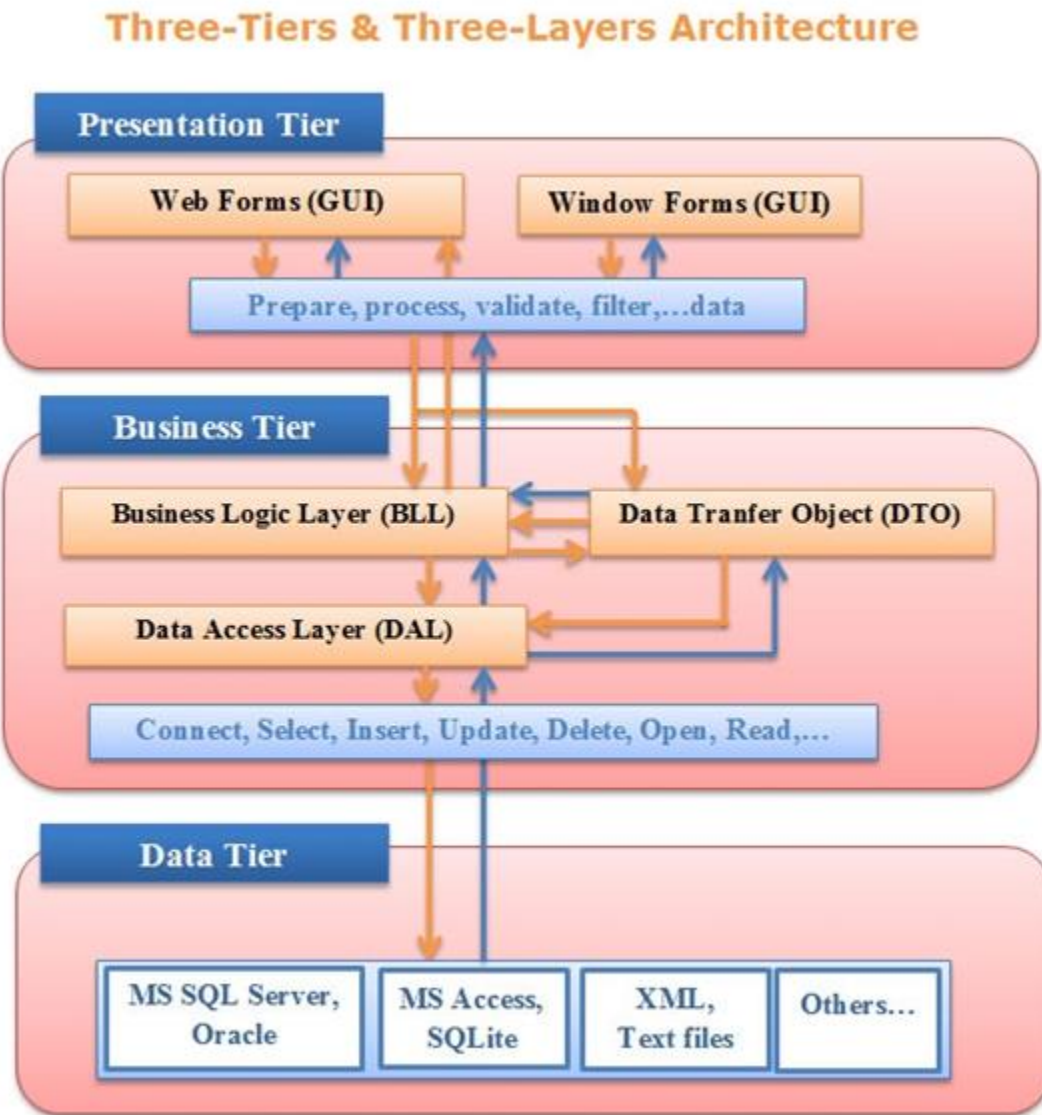 Three-Tiers & Three-Layers Architecture
Presentation Tier
Web Forms (GUI)
Window Forms (GUI)
Prepare, process, validate, filter,...data
Business Tier
Business Logic Layer (BLL)
Data Tranfer Object (DTO)
Data Access Layer (DAL)
Connect, Select, Insert, Update, Delete, Open, Read,...
Data Tier
MS SQL Server,
Oracle
MS Access,
SQLite
XML,
Text files
Others...